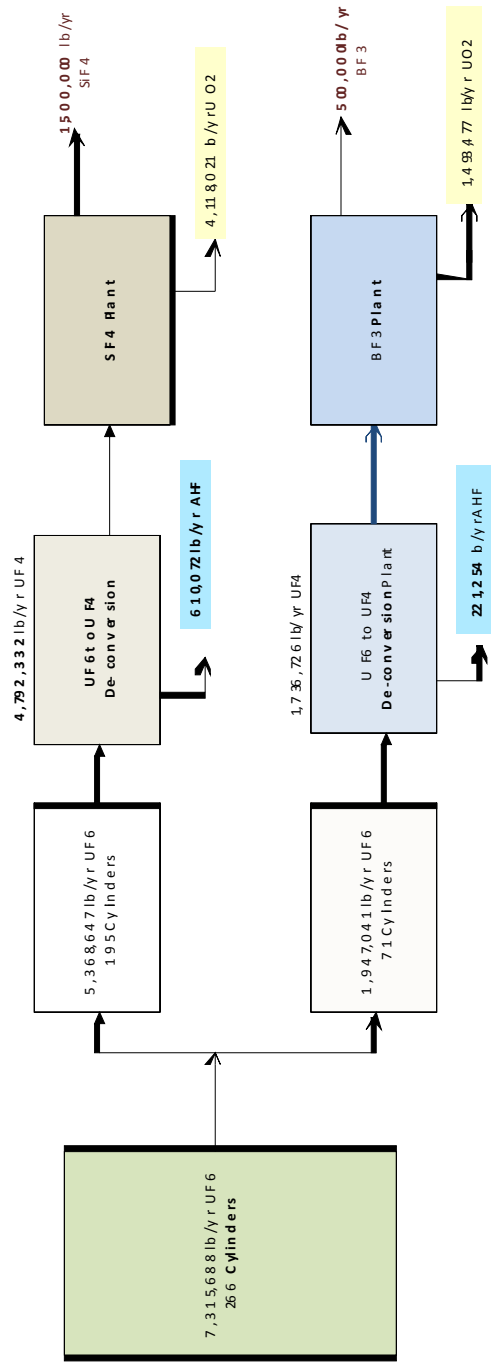 7,315,688 lb/yr UF6
266 Cylinders
5,368,647 lb/yr UF6
195 Cylinders
4,792,332 lb/yr UF4
UF6 to UF4
De-conversion
610,072 lb/yr AHF
SF4 Plant
1,500,000 lb/yr
SiF4
4,118,021 lb/yr UO2
1,947,041 lb/yr UF6
71 Cylinders
1,736,726 lb/yr UF4
UF6 to UF4
De-conversion Plant
221,254 lb/yr AHF
BF3 Plant
500,000 lb/yr
BF3
1,493,477 lb/yr UO2